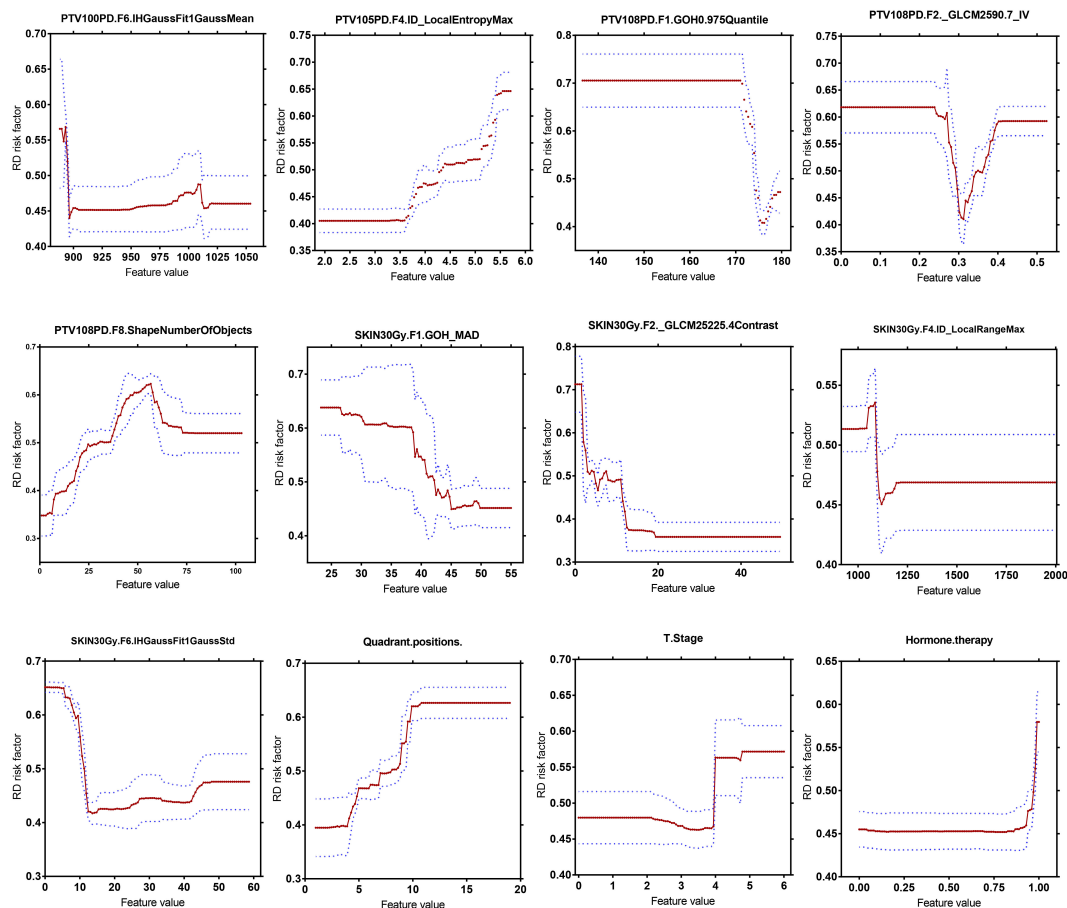 PTV100PD.F6.IHGaussFit1GaussMean
RD risk factor
0.70
0.65
0.60
0.55
0.50
0.45
0.40
900 925 950 975 1000 1025 1050
Feature value
PTV105PD.F4.ID_LocalEntropyMax
RD risk factor
0.75
0.70
0.65
0.60
0.55
0.50
0.45
0.40
0.35
2.0 2.5 3.0 3.5 4.0 4.5 5.0 5.5 6.0
Feature value
PTV108PD.F1.GOH0.975Quantile
RD risk factor
0.8
0.7
0.6
0.5
0.4
140 150 160 170 180
Feature value
PTV108PD.F2._GLCM2590.7_IV
RD risk factor
0.75
0.70
0.65
0.60
0.55
0.50
0.45
0.40
0.35
0.0 0.1 0.2 0.3 0.4 0.5
Feature value
PTV108PD.F8.ShapeNumberOfObjects
RD risk factor
0.7
0.6
0.5
0.4
0.3
0 25 50 75 100
Feature value
SKIN30Gy.F1.GOH_MAD
RD risk factor
0.7
0.6
0.5
0.4
25 30 35 40 45 50 55
Feature value
SKIN30Gy.F2._GLCM25225.4Contrast
RD risk factor
0.8
0.7
0.6
0.5
0.4
0.3
0 20 40
Feature value
SKIN30Gy.F4.ID_LocalRangeMax
RD risk factor
0.55
0.50
0.45
0.40
1000 1250 1500 1750 2000
Feature value
SKIN30Gy.F6.IHGaussFit1GaussStd
RD risk factor
0.7
0.6
0.5
0.4
0.3
0 10 20 30 40 50 60
Feature value
Quadrant.positions.
RD risk factor
0.7
0.6
0.5
0.4
0.3
0 5 10 15 20
Feature value
T.Stage
RD risk factor
0.70
0.65
0.60
0.55
0.50
0.45
0.40
0 1 2 3 4 5 6
Feature value
Hormone.therapy
RD risk factor
0.65
0.60
0.55
0.50
0.45
0.40
0.00 0.25 0.50 0.75 1.00
Feature value